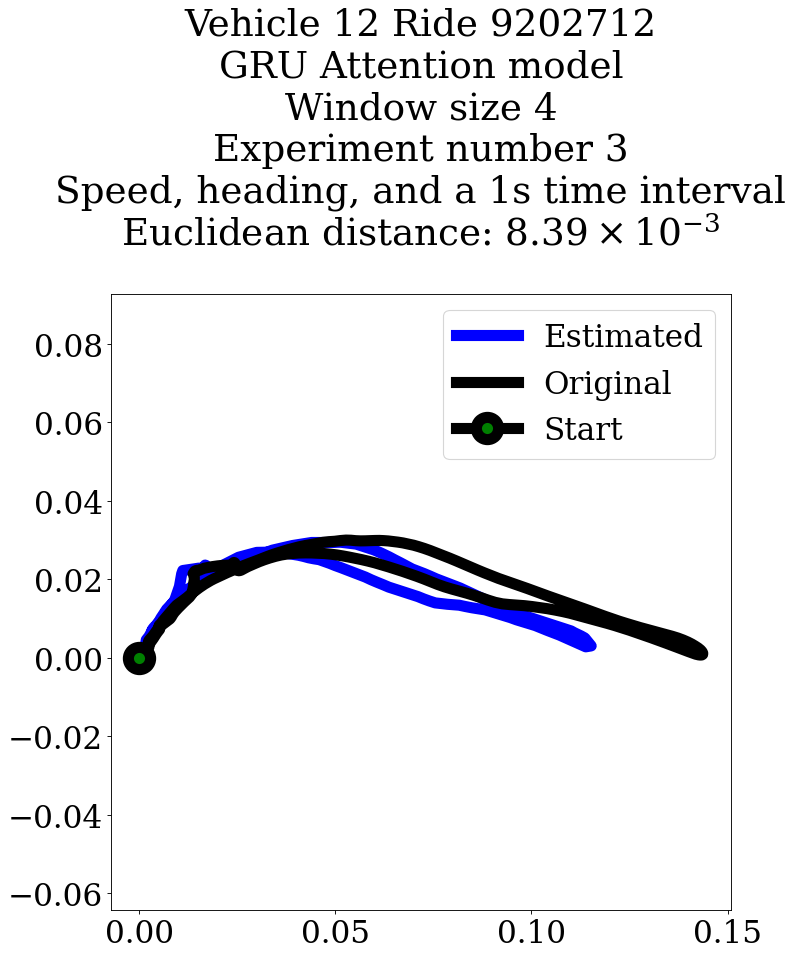 Vehicle 12 Ride 9202712
GRU Attention model
Window size 4
Experiment number 3
Speed, heading, and a 1s time interval
Euclidean distance: 8.39 × 10⁻³
Estimated
Original
Start
0.08
0.06
0.04
0.02
0.00
−0.02
−0.04
−0.06
0.00 0.05 0.10 0.15